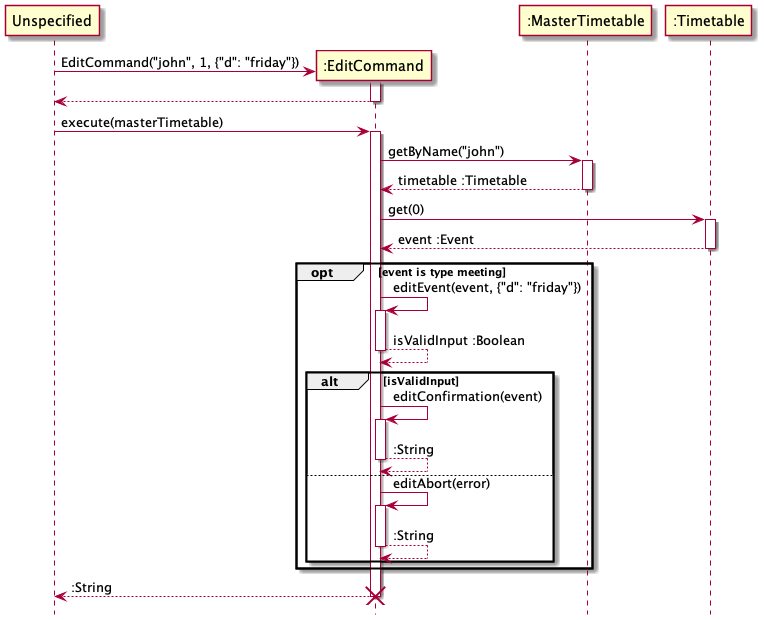 Unspecified
:MasterTimetable
:Timetable
EditCommand("john", 1, {"d": "friday"})
:EditCommand
execute(masterTimetable)
getByName("john")
timetable :Timetable
get(0)
event :Event
opt
[event is type meeting]
editEvent(event, {"d": "friday"})
isValidInput :Boolean
alt
[isValidInput]
editConfirmation(event)
:String
editAbort(error)
:String
:String